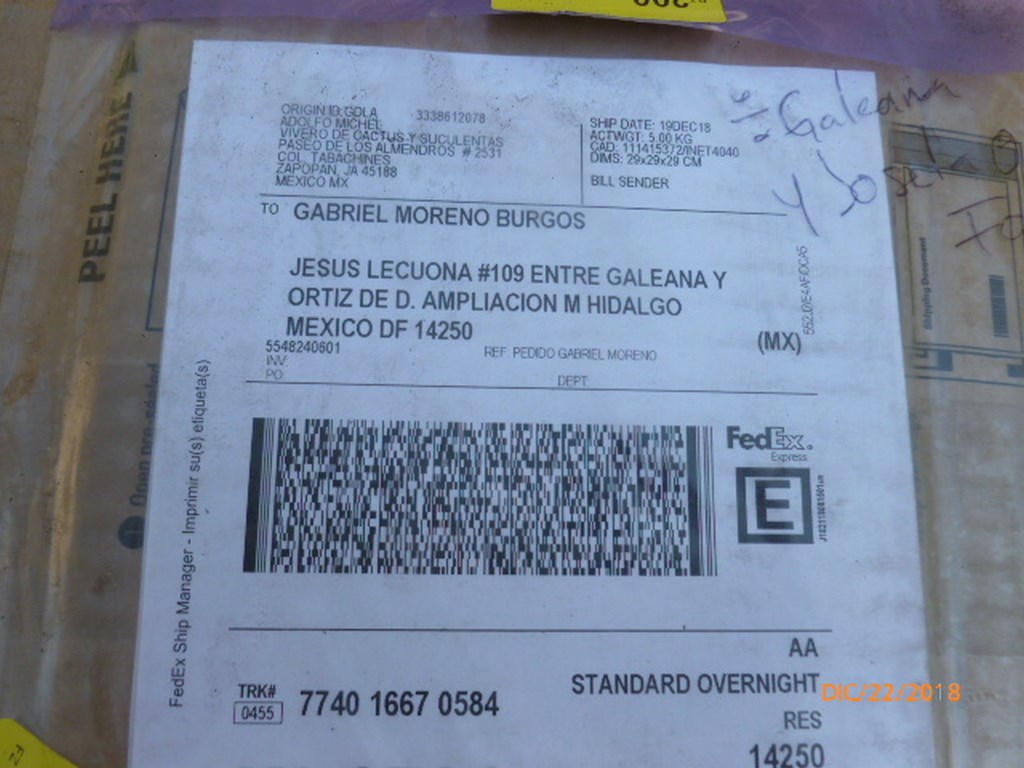 PEEL HERE
ORIGIN ID:GDLA 3338612078
ADOLFO MICHEL
VIVERO DE CACTUS Y SUCULENTAS
PASEO DE LOS ALMENDROS # 2531
COL. TABACHINES
ZAPOPAN, JA 45188
MEXICO MX
SHIP DATE: 19DEC18
ACTWGT: 5.00 KG
CAD: 111415372/INET4040
DIMS: 29x29x29 CM
BILL SENDER
Galeana
TO GABRIEL MORENO BURGOS
JESUS LECUONA #109 ENTRE GALEANA Y
ORTIZ DE D. AMPLIACION M HIDALGO
MEXICO DF 14250
(MX)
5548240601
REF: PEDIDO GABRIEL MORENO
INV:
PO:
DEPT:
Shipping Document
FedEx Ship Manager - Imprimir su(s) etiqueta(s)
FedEx.
Express
E
AA
STANDARD OVERNIGHT
TRK#
0455
7740 1667 0584
RES
14250
DIC/22/2018